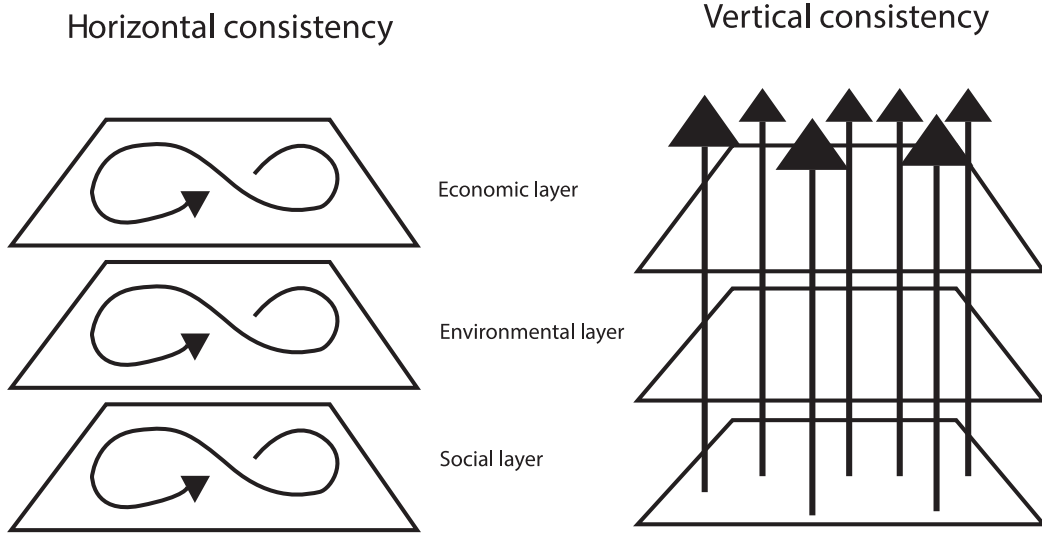 Horizontal consistency
Vertical consistency
Economic layer
Environmental layer
Social layer